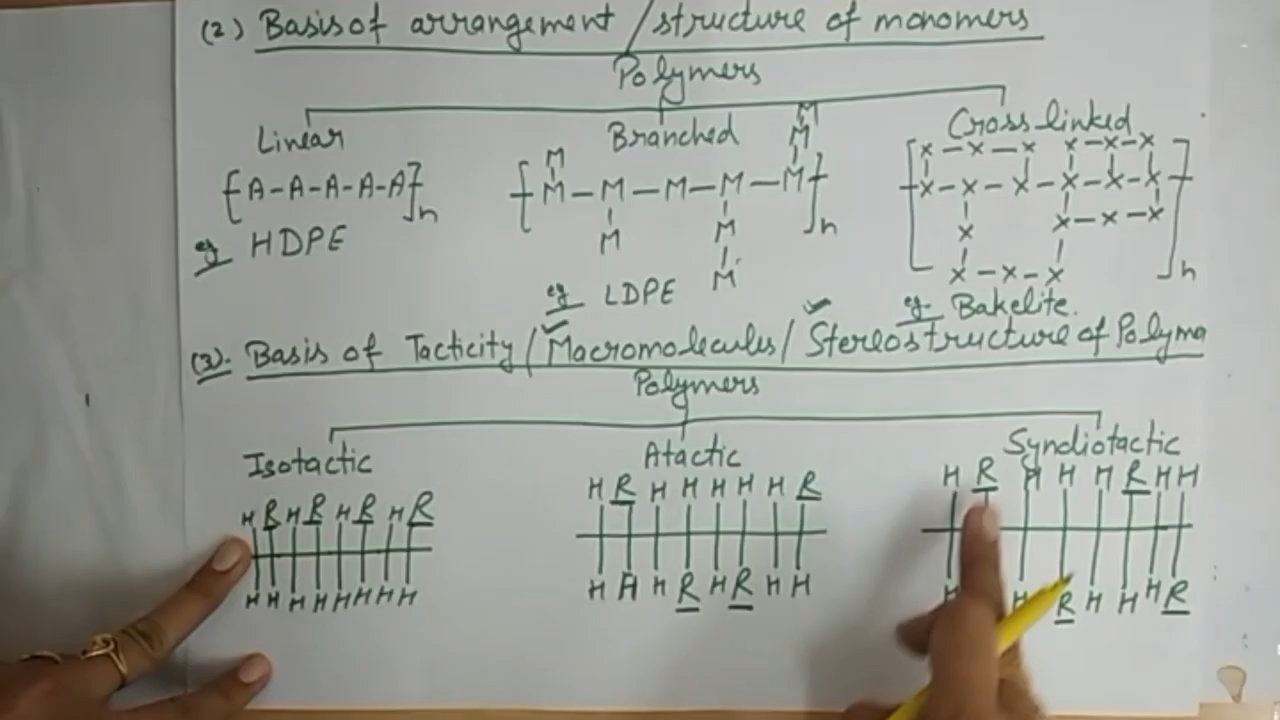 (2) Basis of arrangement / structure of monomers
Polymers
Linear Branched Cross-linked
[A-A-A-A-A]n
M M M
M-M-M-M-M n
M M
M
x-x-x x-x-x
x-x-x-x-x-x-x
x x-x-x
x-x-x n
eg HDPE
eg LDPE
eg. Bakelite.
(3). Basis of Tacticity / Macromolecules / Stereostructure of Polyme
Polymers
Isotactic Atactic Syndiotactic
H R H R H R H R
H H H H H H H H
H R H H H H H R
H H H R H R H H
H R H H H R H H
H H R H H H R